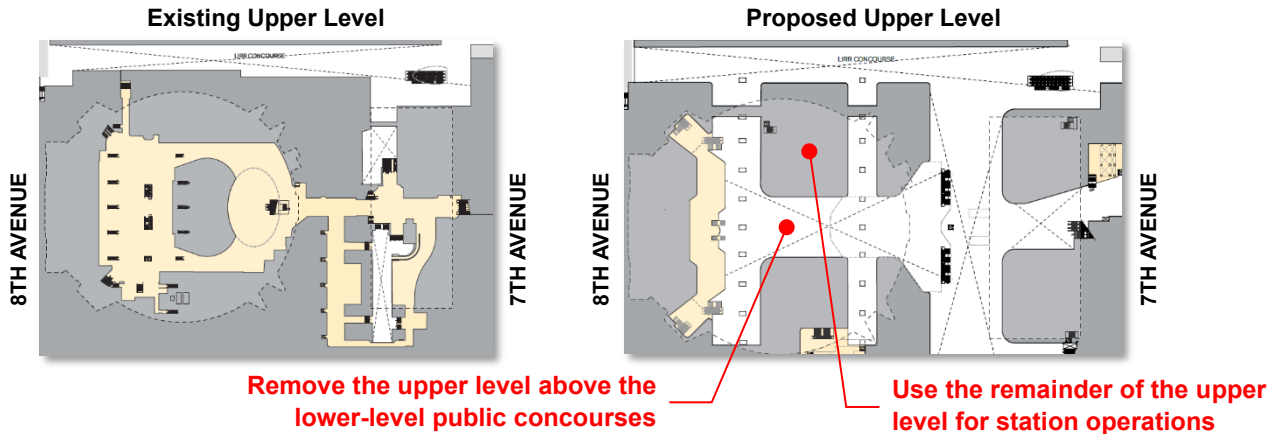 Existing Upper Level
Proposed Upper Level
LIRR CONCOURSE
LIRR CONCOURSE
8TH AVENUE
7TH AVENUE
8TH AVENUE
7TH AVENUE
Remove the upper level above the
lower-level public concourses
Use the remainder of the upper
level for station operations